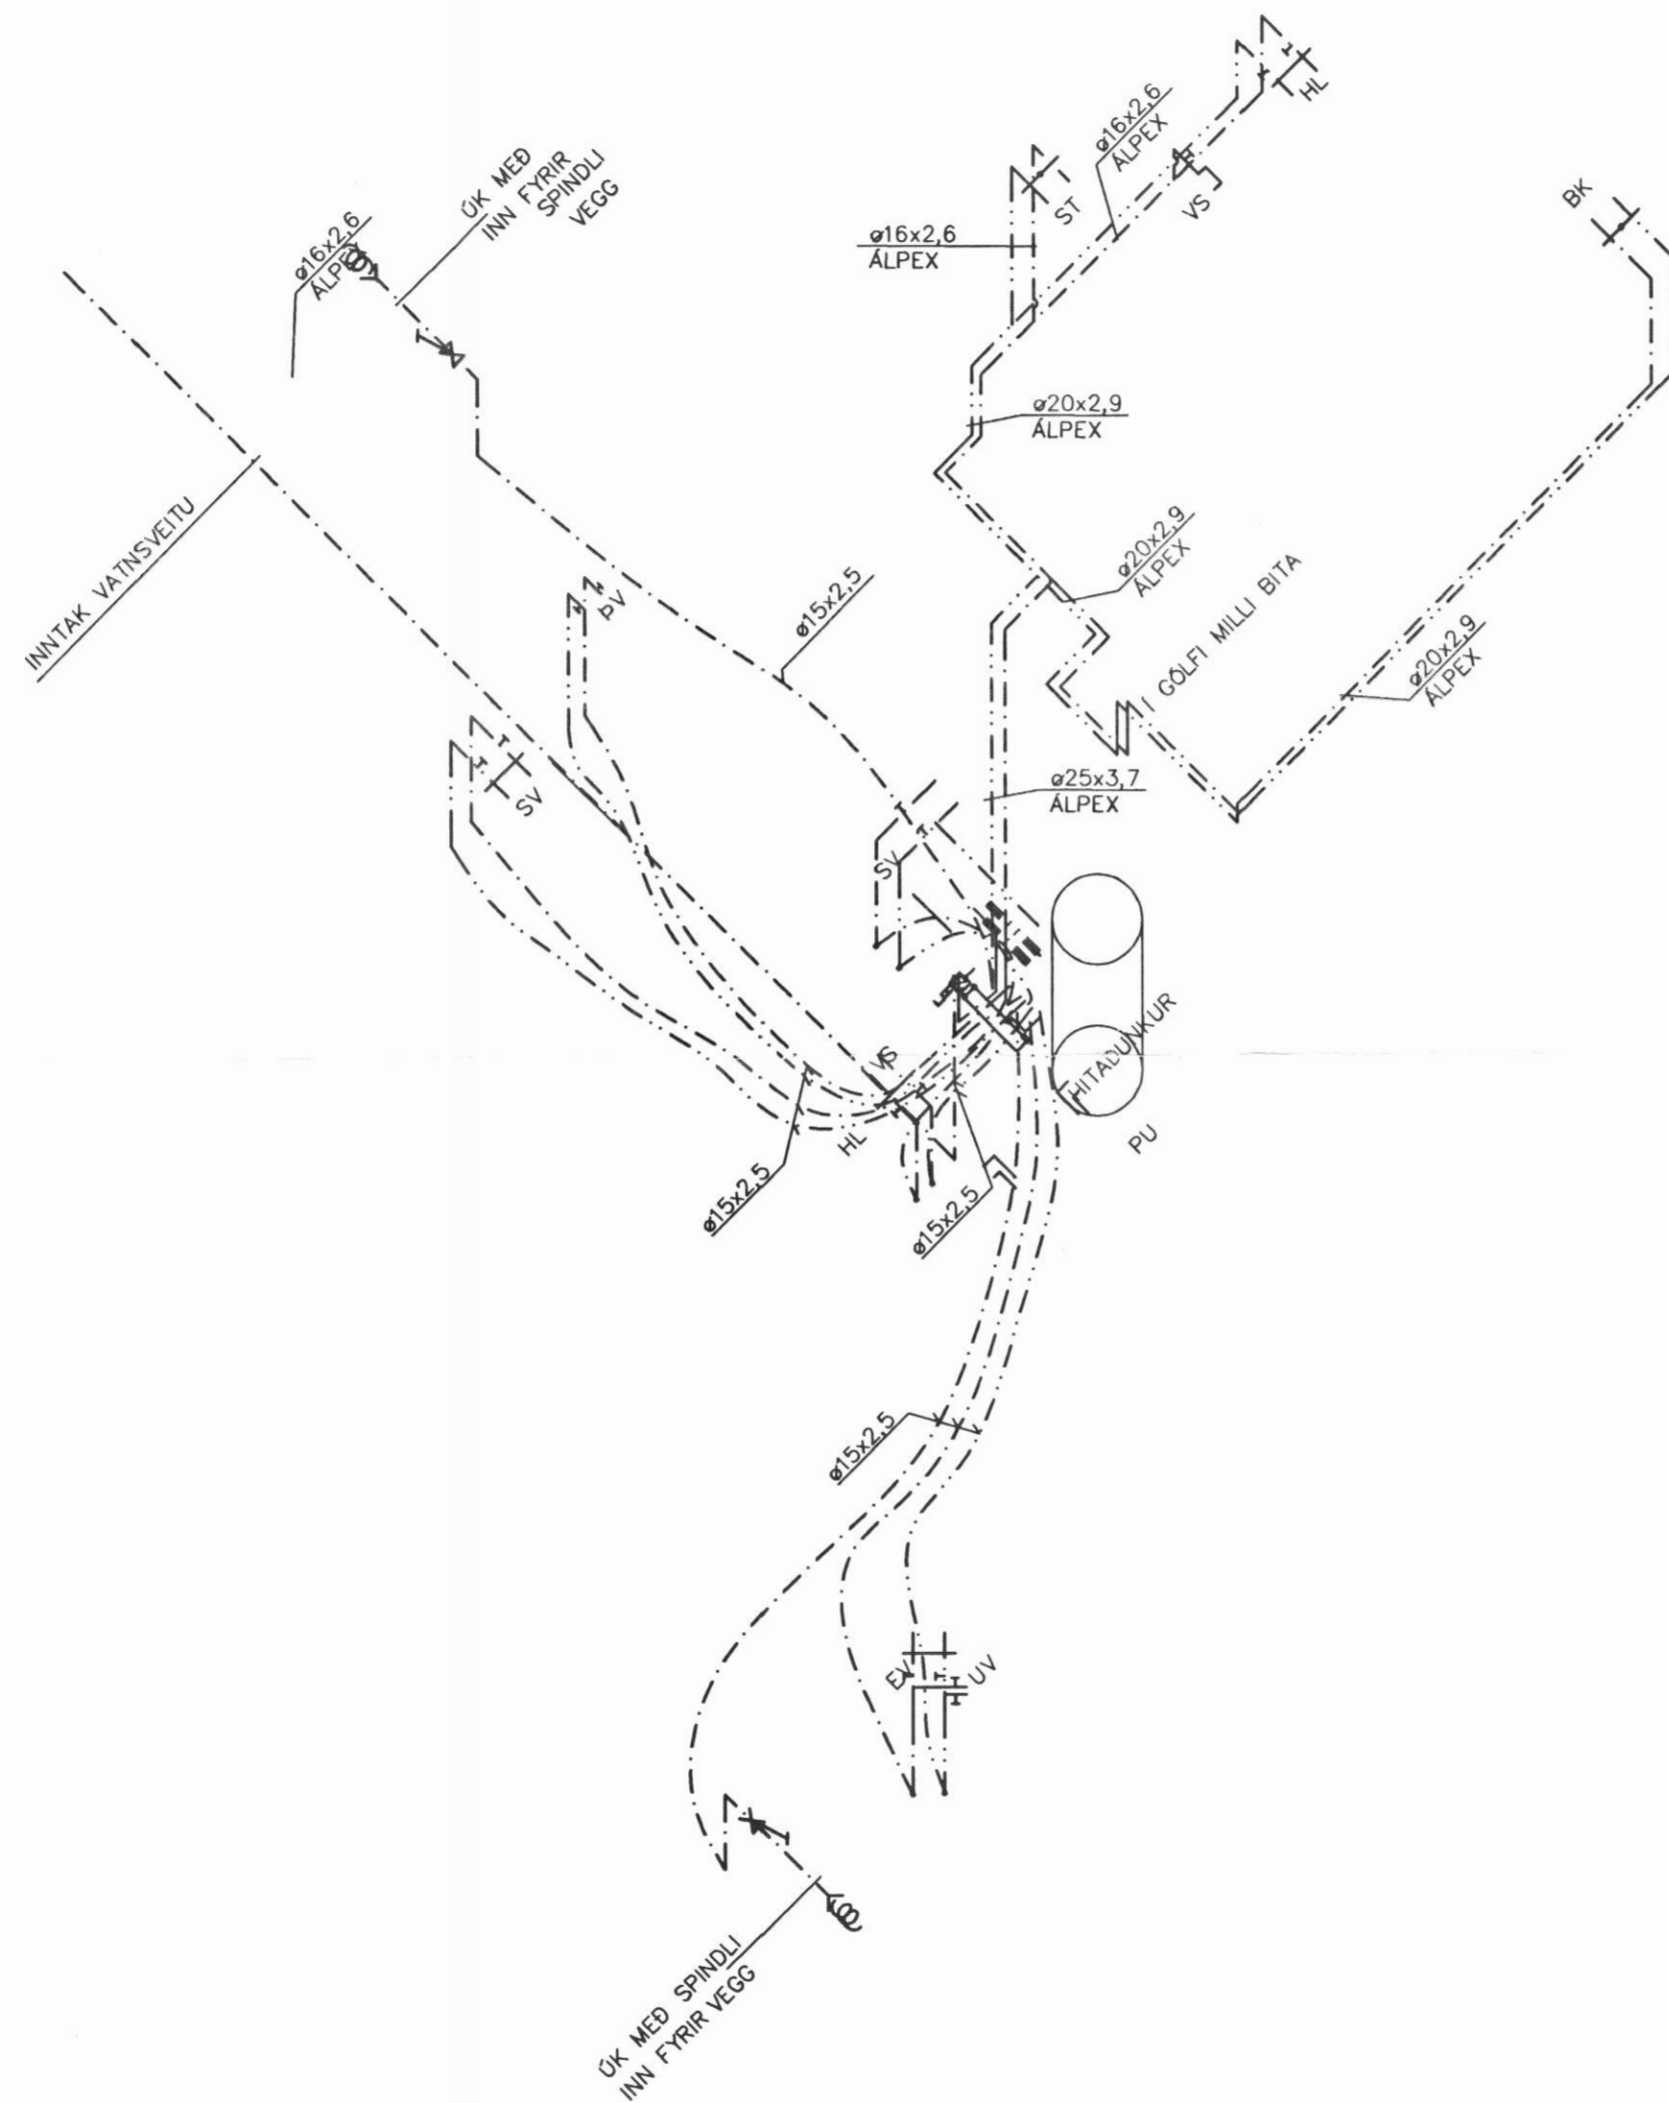 HL
ø16x2,6
ÁLPEX
VS
ST
ø16x2,6
ÁLPEX
BK
ÚK MEÐ
INN FYRIR
SPINDLI
VEGG
ø16x2,6
ÁLPEX
ø20x2,9
ÁLPEX
INNTAK VATNSVEITU
ø20x2,9
ÁLPEX
ÞV
ø15x2,5
Í GÓLFI MILLI BITA
ø20x2,9
ÁLPEX
SV
ø25x3,7
ÁLPEX
SV
HITADUNKUR
VS
HL
PU
ø15x2,5
ø15x2,5
ø15x2,5
EV
UV
ÚK MEÐ SPINDLI
INN FYRIR VEGG